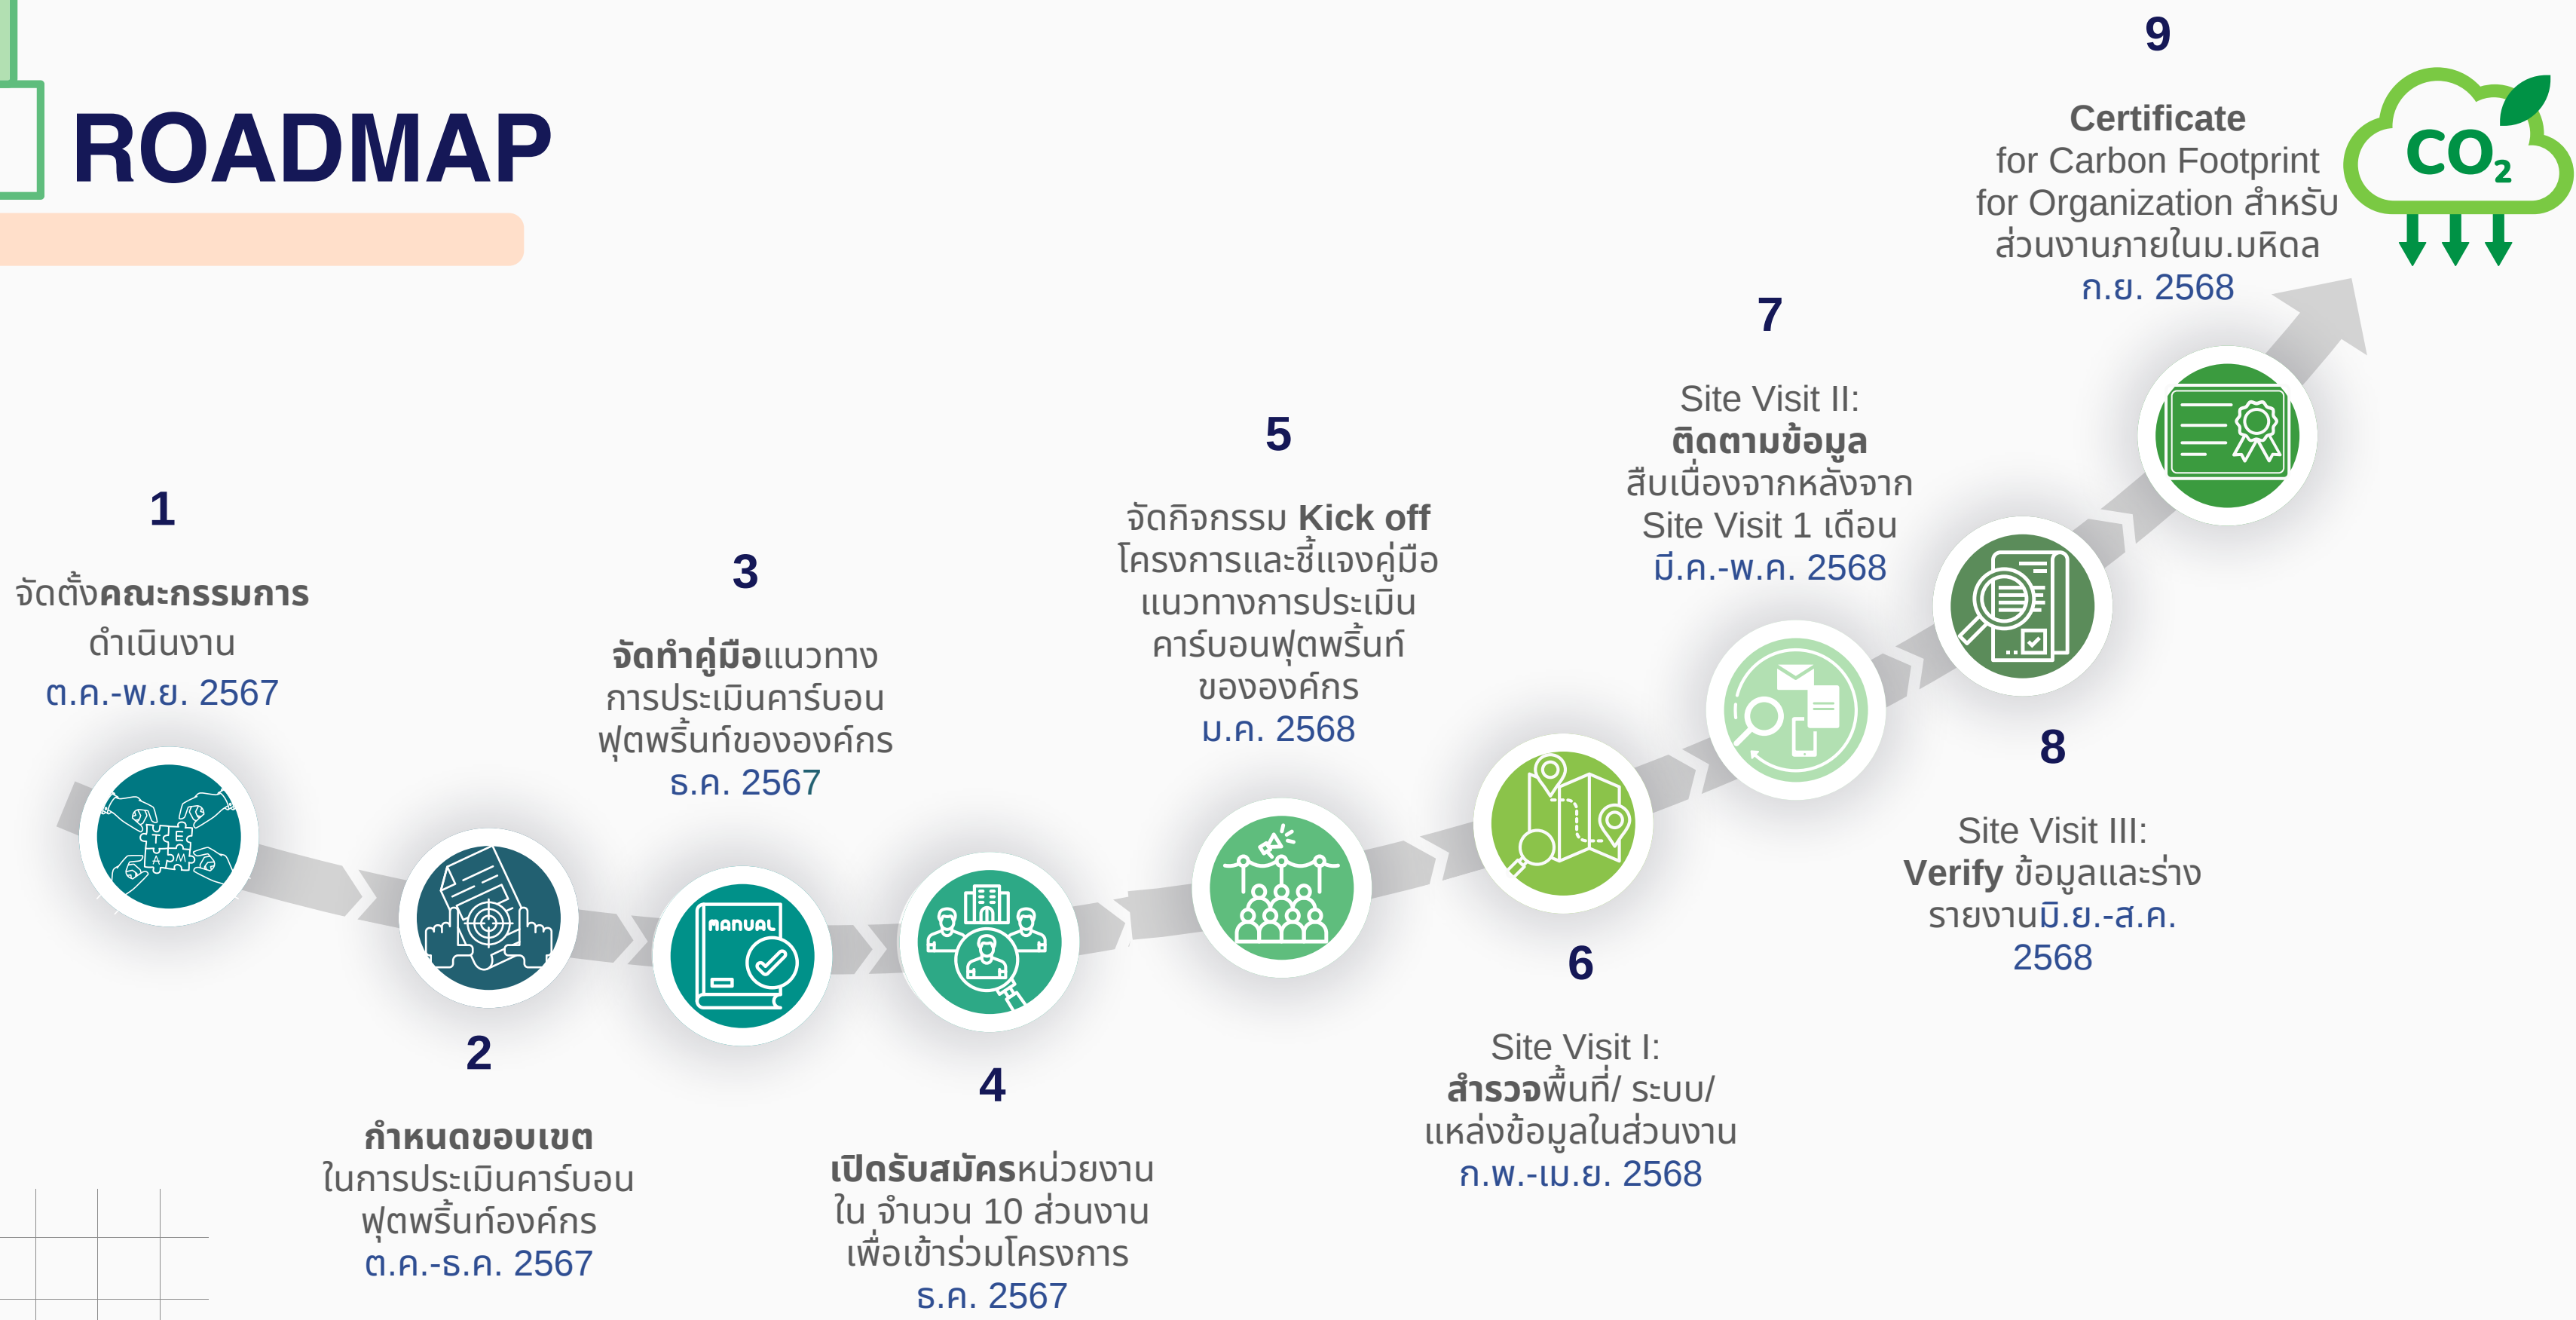 ROADMAP
1
จัดตั้งคณะกรรมการ
ดำเนินงาน
ต.ค.-พ.ย. 2567
2
กำหนดขอบเขต
ในการประเมินคาร์บอน
ฟุตพริ้นท์องค์กร
ต.ค.-ธ.ค. 2567
3
จัดทำคู่มือแนวทาง
การประเมินคาร์บอน
ฟุตพริ้นท์ขององค์กร
ธ.ค. 2567
4
เปิดรับสมัครหน่วยงาน
ใน จำนวน 10 ส่วนงาน
เพื่อเข้าร่วมโครงการ
ธ.ค. 2567
5
จัดกิจกรรม Kick off
โครงการและชี้แจงคู่มือ
แนวทางการประเมิน
คาร์บอนฟุตพริ้นท์
ขององค์กร
ม.ค. 2568
6
Site Visit I:
สำรวจพื้นที่/ ระบบ/
แหล่งข้อมูลในส่วนงาน
ก.พ.-เม.ย. 2568
7
Site Visit II:
ติดตามข้อมูล
สืบเนื่องจากหลังจาก
Site Visit 1 เดือน
มี.ค.-พ.ค. 2568
8
Site Visit III:
Verify ข้อมูลและร่าง
รายงานมิ.ย.-ส.ค.
2568
9
Certificate
for Carbon Footprint
for Organization สำหรับ
ส่วนงานภายในม.มหิดล
ก.ย. 2568
CO₂
TE
AM
MANUAL